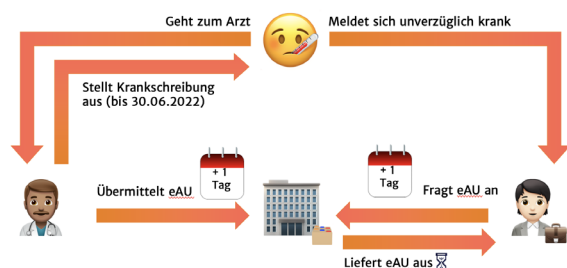 Geht zum Arzt
Meldet sich unverzüglich krank
Stellt Krankschreibung
aus (bis 30.06.2022)
+ 1
Tag
+ 1
Tag
Übermittelt eAU
Fragt eAU an
Liefert eAU aus